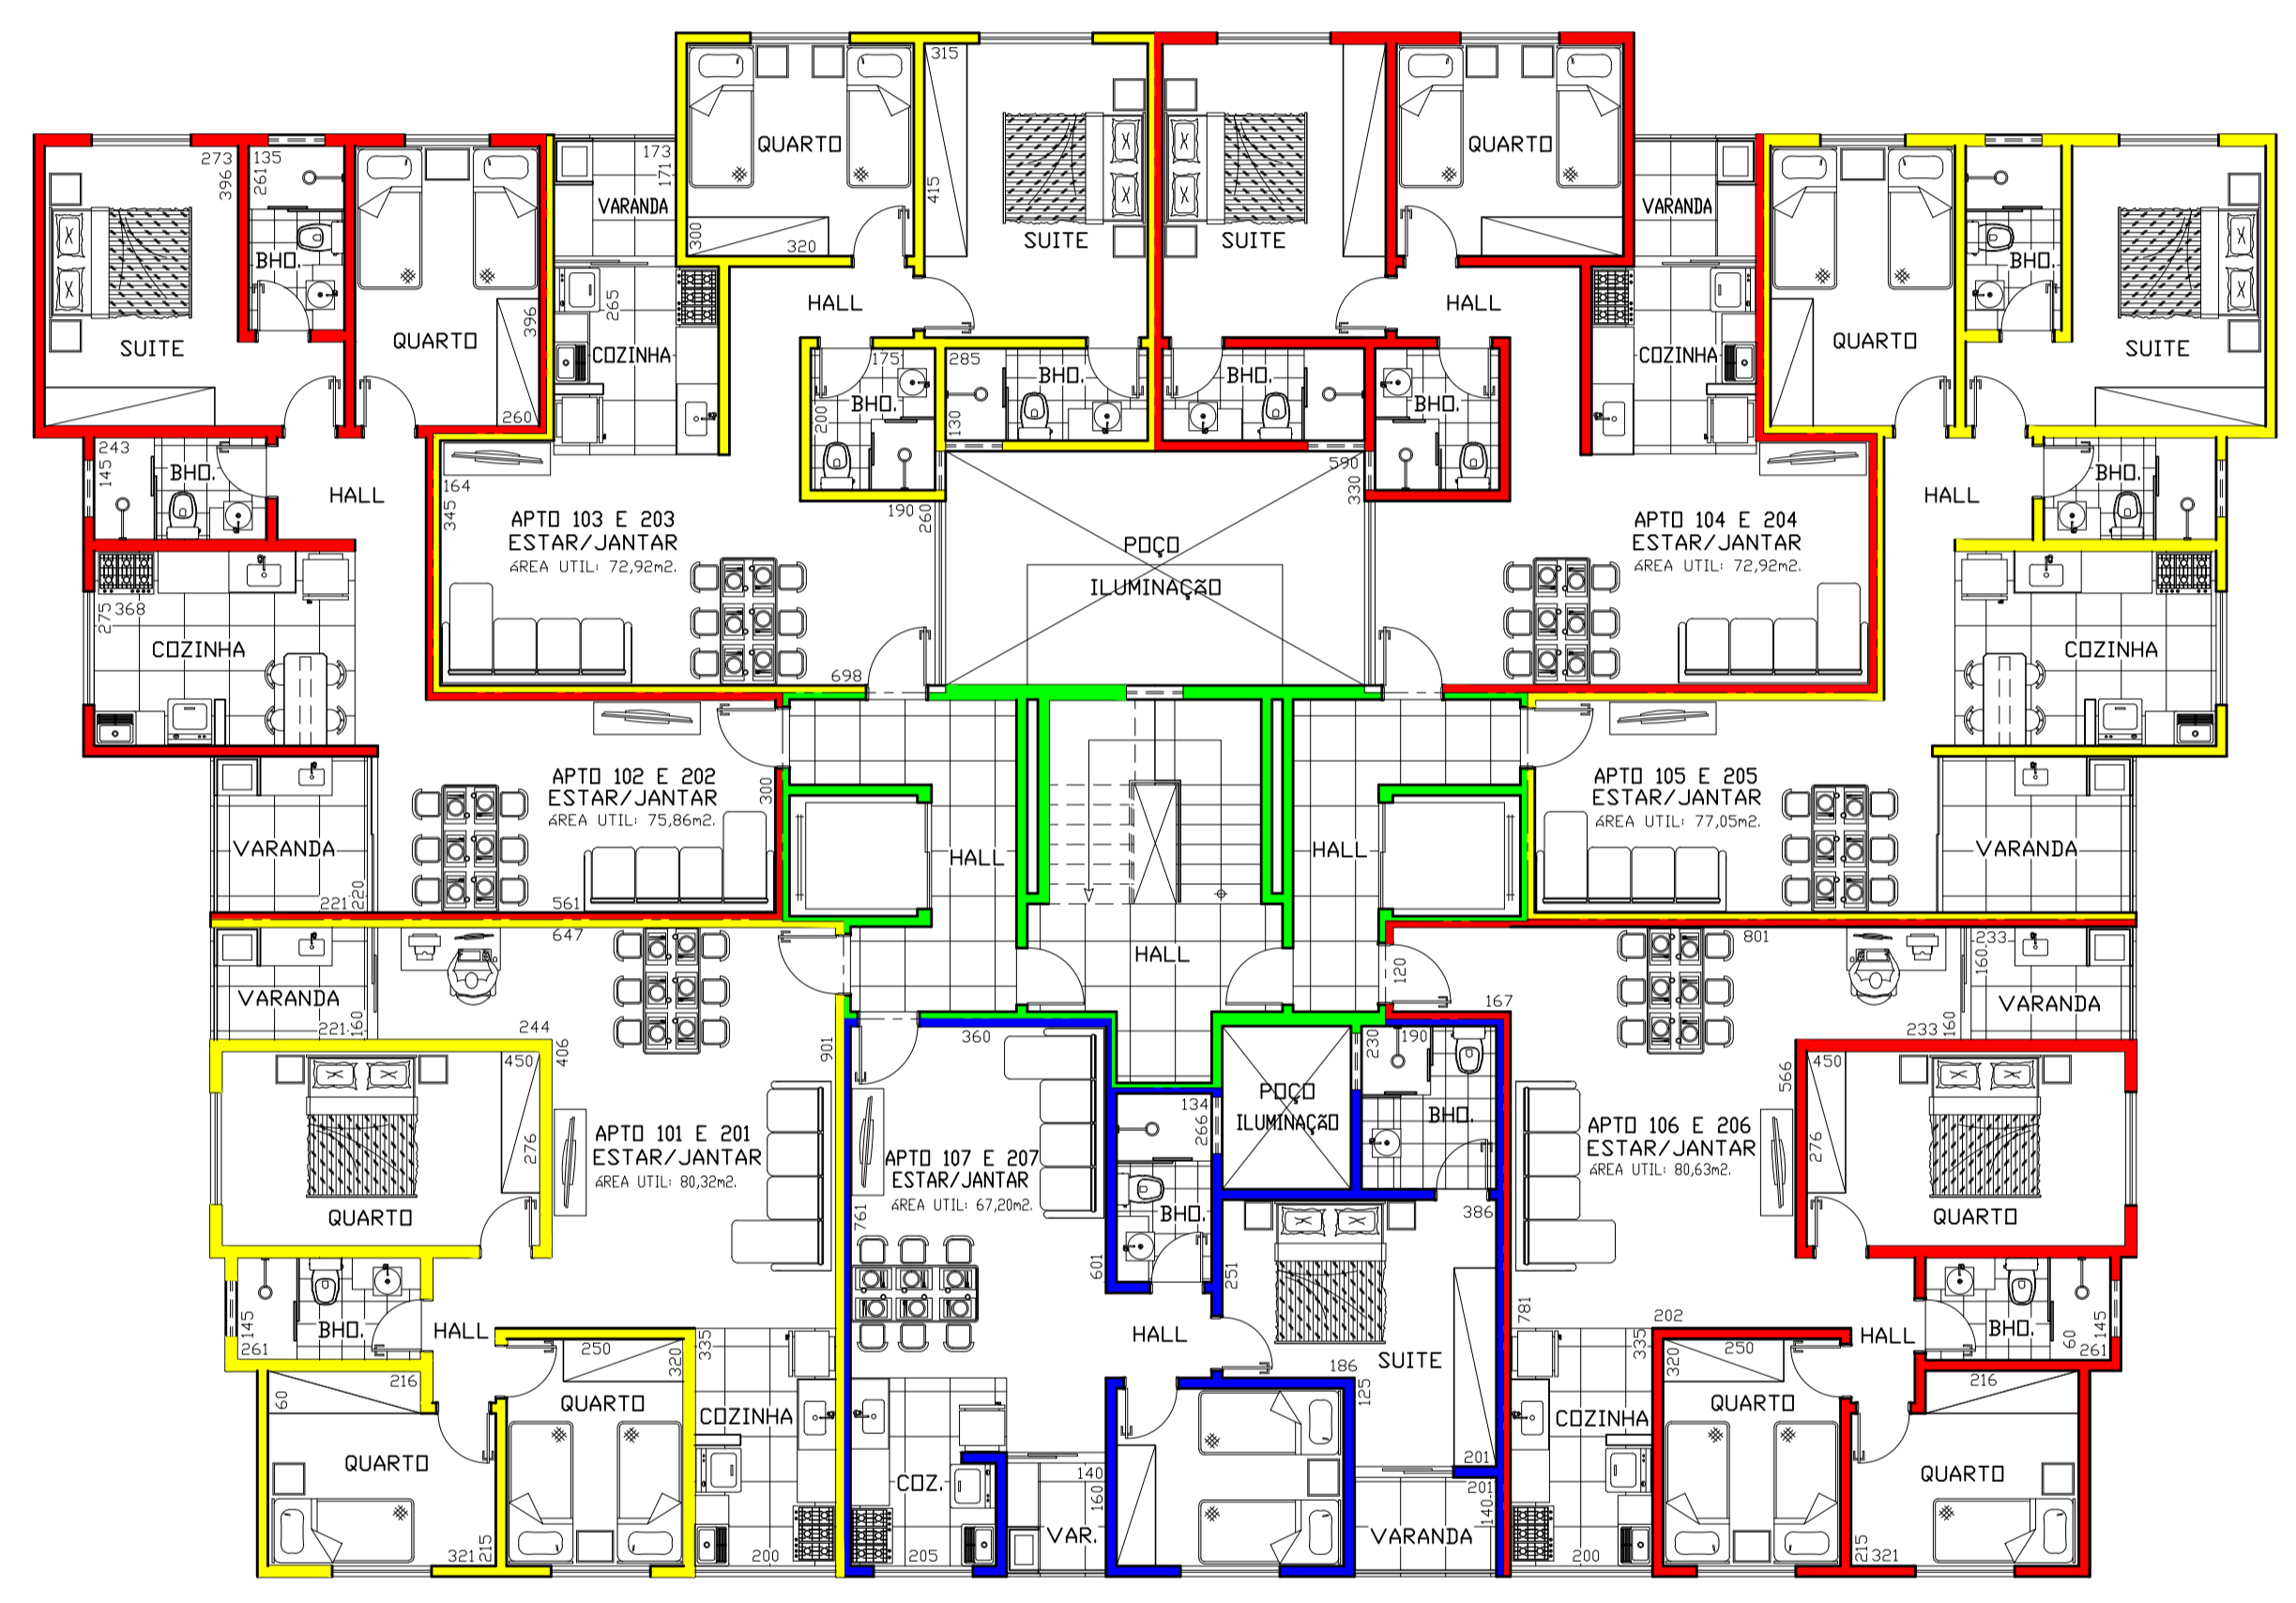 315
QUARTO
QUARTO
415
SUITE
SUITE
300
320
273
396
135
261
173
171
VARANDA
VARANDA
BHO.
BHO.
SUITE
QUARTO
396
260
265
COZINHA
HALL
HALL
COZINHA
QUARTO
SUITE
175
BHO.
200
285
BHO.
130
BHO.
BHO.
243
145
BHO.
HALL
164
345
190
260
590
330
HALL
BHO.
APTO 103 E 203
ESTAR/JANTAR
ÁREA UTIL: 72,92m2.
POÇO
ILUMINAÇÃO
APTO 104 E 204
ESTAR/JANTAR
ÁREA UTIL: 72,92m2.
275
368
COZINHA
COZINHA
698
APTO 102 E 202
ESTAR/JANTAR
ÁREA UTIL: 75,86m2.
300
APTO 105 E 205
ESTAR/JANTAR
ÁREA UTIL: 77,05m2.
VARANDA
HALL
HALL
VARANDA
221
220
561
647
801
233
160
VARANDA
HALL
VARANDA
120
221
160
244
167
233
160
406
901
360
230
190
450
QUARTO
276
APTO 101 E 201
ESTAR/JANTAR
ÁREA UTIL: 80,32m2.
APTO 107 E 207
ESTAR/JANTAR
ÁREA UTIL: 67,20m2.
134
266
POÇO
ILUMINAÇÃO
BHO.
566
450
276
QUARTO
APTO 106 E 206
ESTAR/JANTAR
ÁREA UTIL: 80,63m2.
761
601
BHO.
251
386
145
261
BHO.
HALL
HALL
186
125
SUITE
781
202
HALL
BHO.
60
145
261
60
216
250
320
335
335
320
250
216
QUARTO
COZINHA
COZINHA
QUARTO
QUARTO
COZ.
140
160
VAR.
201
201
140
VARANDA
QUARTO
321
215
200
205
200
215
321